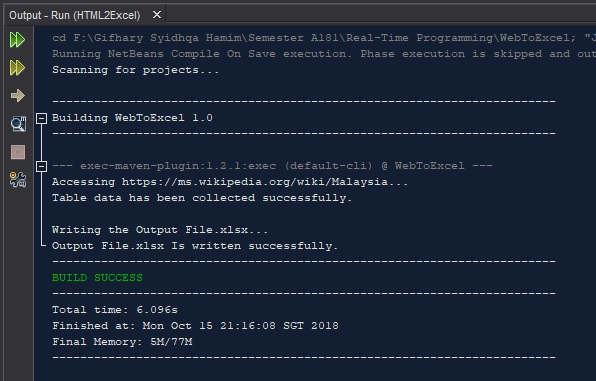 Output - Run (HTML2Excel)
cd F:\Gifhary Syidhqa Hamim\Semester A181\Real-Time Programming\WebToExcel; "J
Running NetBeans Compile On Save execution. Phase execution is skipped and out
Scanning for projects...
------------------------------------------------------------------------
Building WebToExcel 1.0
------------------------------------------------------------------------
--- exec-maven-plugin:1.2.1:exec (default-cli) @ WebToExcel ---
Accessing https://ms.wikipedia.org/wiki/Malaysia...
Table data has been collected successfully.
Writing the Output File.xlsx...
Output File.xlsx Is written successfully.
------------------------------------------------------------------------
BUILD SUCCESS
------------------------------------------------------------------------
Total time: 6.096s
Finished at: Mon Oct 15 21:16:08 SGT 2018
Final Memory: 5M/77M
------------------------------------------------------------------------